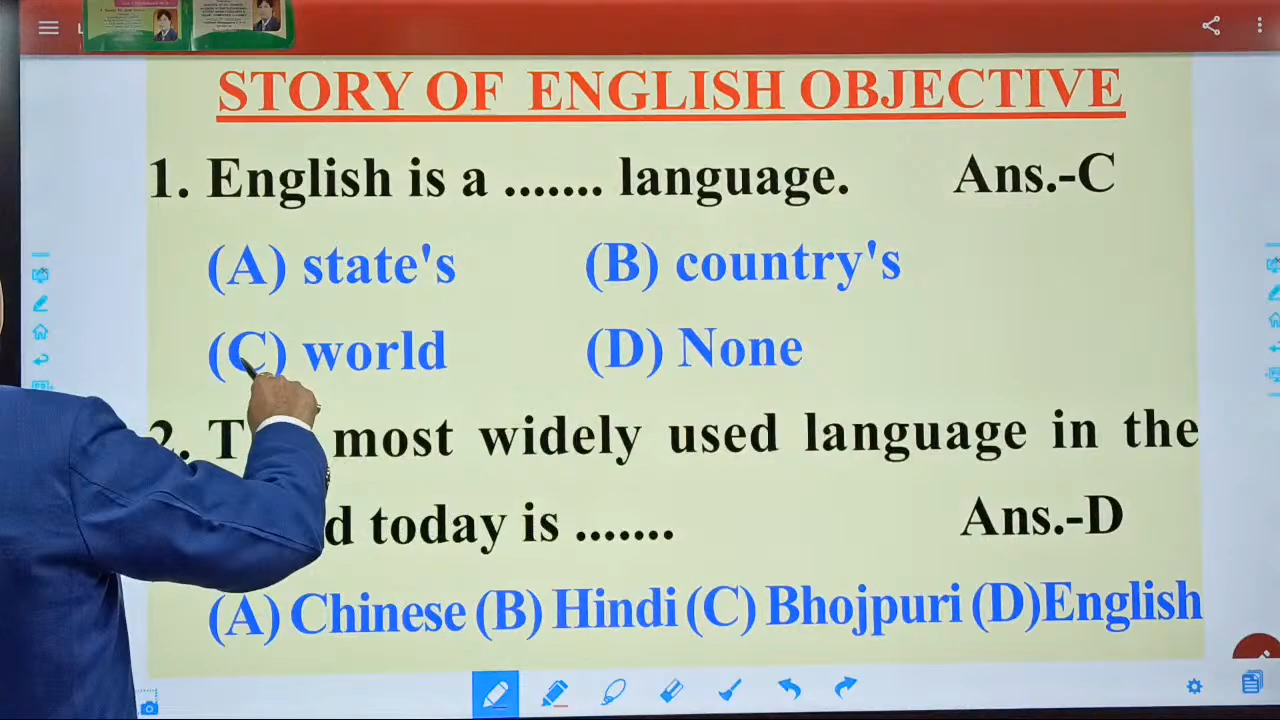 STORY OF ENGLISH OBJECTIVE
1. English is a ....... language. Ans.-C
(A) state's (B) country's
(C) world (D) None
2. most widely used language in the
today is ....... Ans.-D
(A) Chinese (B) Hindi (C) Bhojpuri (D)English